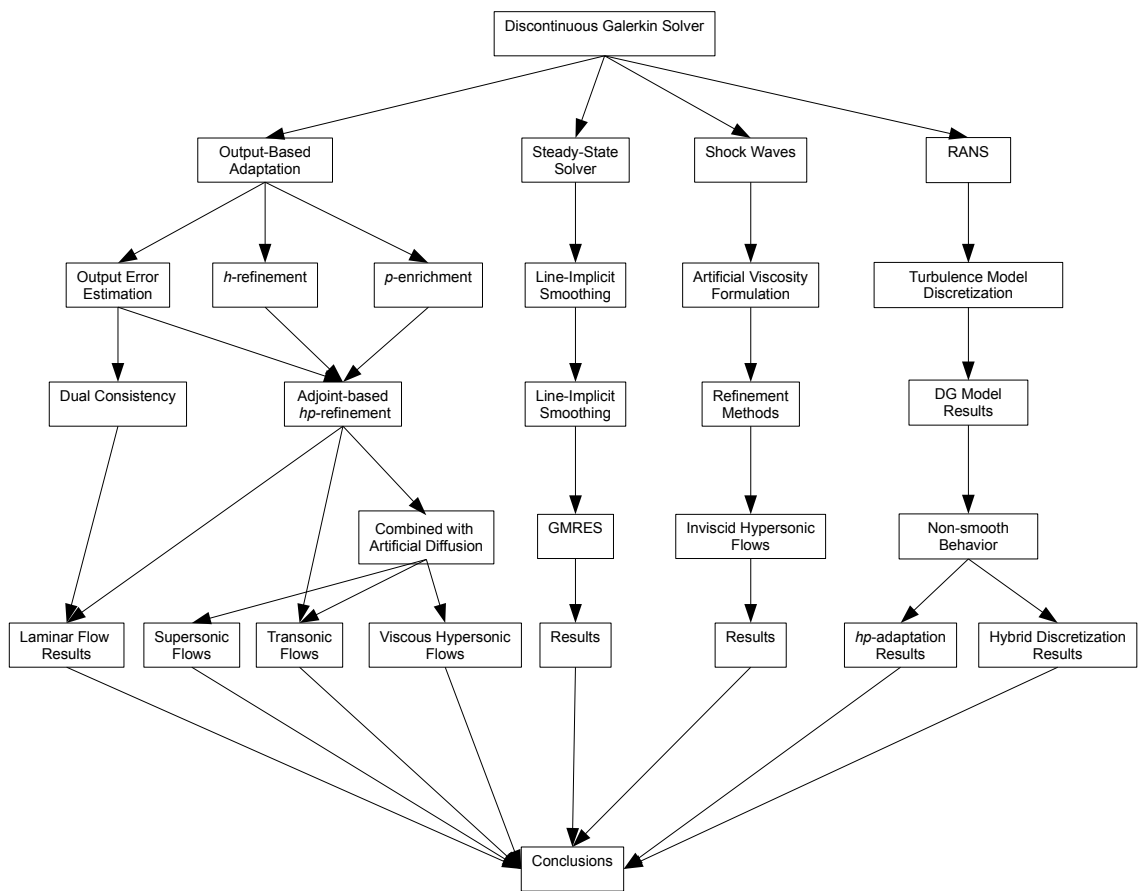 Discontinuous Galerkin Solver
Output-Based
Adaptation
Steady-State
Solver
Shock Waves
RANS
Output Error
Estimation
h-refinement
p-enrichment
Line-Implicit
Smoothing
Artificial Viscosity
Formulation
Turbulence Model
Discretization
Dual Consistency
Adjoint-based
hp-refinement
Line-Implicit
Smoothing
Refinement
Methods
DG Model
Results
Combined with
Artificial Diffusion
GMRES
Inviscid Hypersonic
Flows
Non-smooth
Behavior
Laminar Flow
Results
Supersonic
Flows
Transonic
Flows
Viscous Hypersonic
Flows
Results
Results
hp-adaptation
Results
Hybrid Discretization
Results
Conclusions